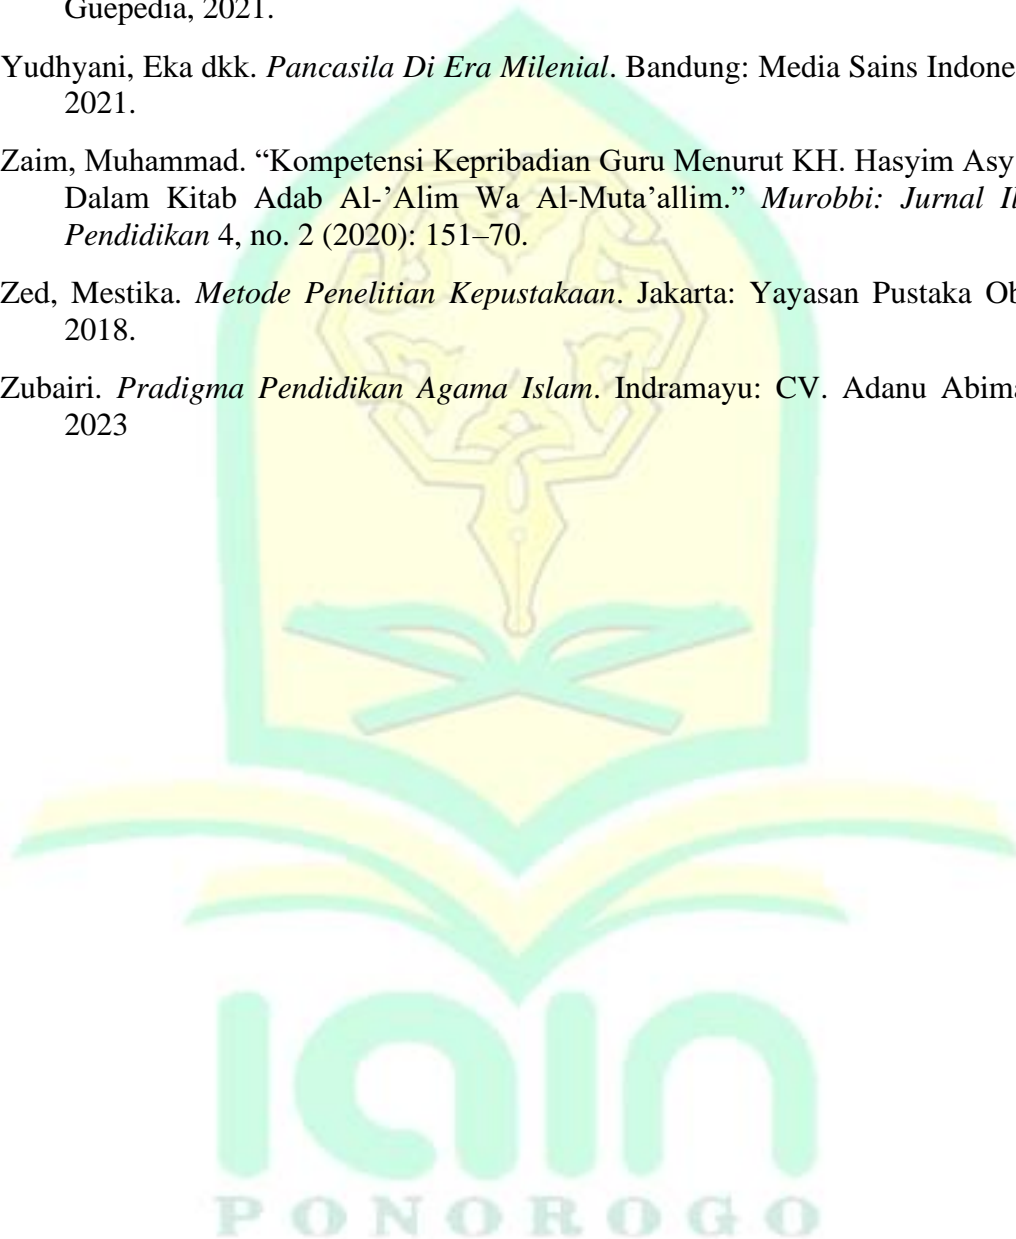 Guepedia, 2021.
Yudhyani, Eka dkk. Pancasila Di Era Milenial. Bandung: Media Sains Indone
2021.
Zaim, Muhammad. “Kompetensi Kepribadian Guru Menurut KH. Hasyim Asy
Dalam Kitab Adab Al-’Alim Wa Al-Muta’allim.” Murobbi: Jurnal Il
Pendidikan 4, no. 2 (2020): 151–70.
Zed, Mestika. Metode Penelitian Kepustakaan. Jakarta: Yayasan Pustaka Ob
2018.
Zubairi. Pradigma Pendidikan Agama Islam. Indramayu: CV. Adanu Abima
2023
iain
PONOROGO